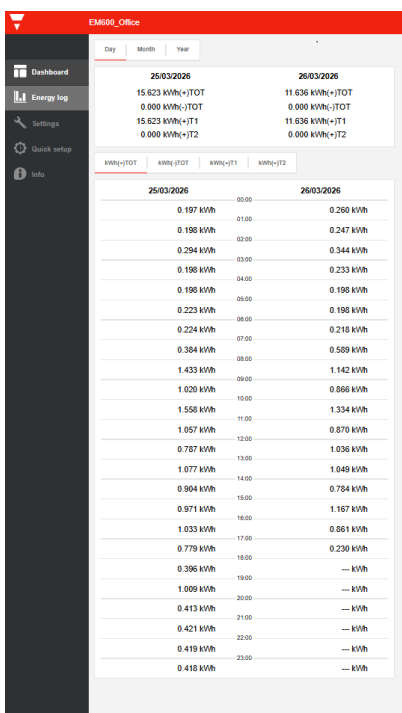 EM600_Office
Dashboard
Energy log
Settings
Quick setup
Info
Day Month Year
25/03/2026 26/03/2026
15.623 kWh(+)TOT 11.636 kWh(+)TOT
0.000 kWh(-)TOT 0.000 kWh(-)TOT
15.623 kWh(+)T1 11.636 kWh(+)T1
0.000 kWh(+)T2 0.000 kWh(+)T2
kWh(+)TOT kWh(-)TOT kWh(+)T1 kWh(+)T2
25/03/2026 26/03/2026
00:00
0.197 kWh 0.260 kWh
01:00
0.198 kWh 0.247 kWh
02:00
0.294 kWh 0.344 kWh
03:00
0.198 kWh 0.233 kWh
04:00
0.198 kWh 0.198 kWh
05:00
0.223 kWh 0.198 kWh
06:00
0.224 kWh 0.218 kWh
07:00
0.384 kWh 0.589 kWh
08:00
1.433 kWh 1.142 kWh
09:00
1.020 kWh 0.866 kWh
10:00
1.558 kWh 1.334 kWh
11:00
1.057 kWh 0.870 kWh
12:00
0.787 kWh 1.036 kWh
13:00
1.077 kWh 1.049 kWh
14:00
0.904 kWh 0.784 kWh
15:00
0.971 kWh 1.167 kWh
16:00
1.033 kWh 0.861 kWh
17:00
0.779 kWh 0.230 kWh
18:00
0.396 kWh --- kWh
19:00
1.009 kWh --- kWh
20:00
0.413 kWh --- kWh
21:00
0.421 kWh --- kWh
22:00
0.419 kWh --- kWh
23:00
0.418 kWh --- kWh